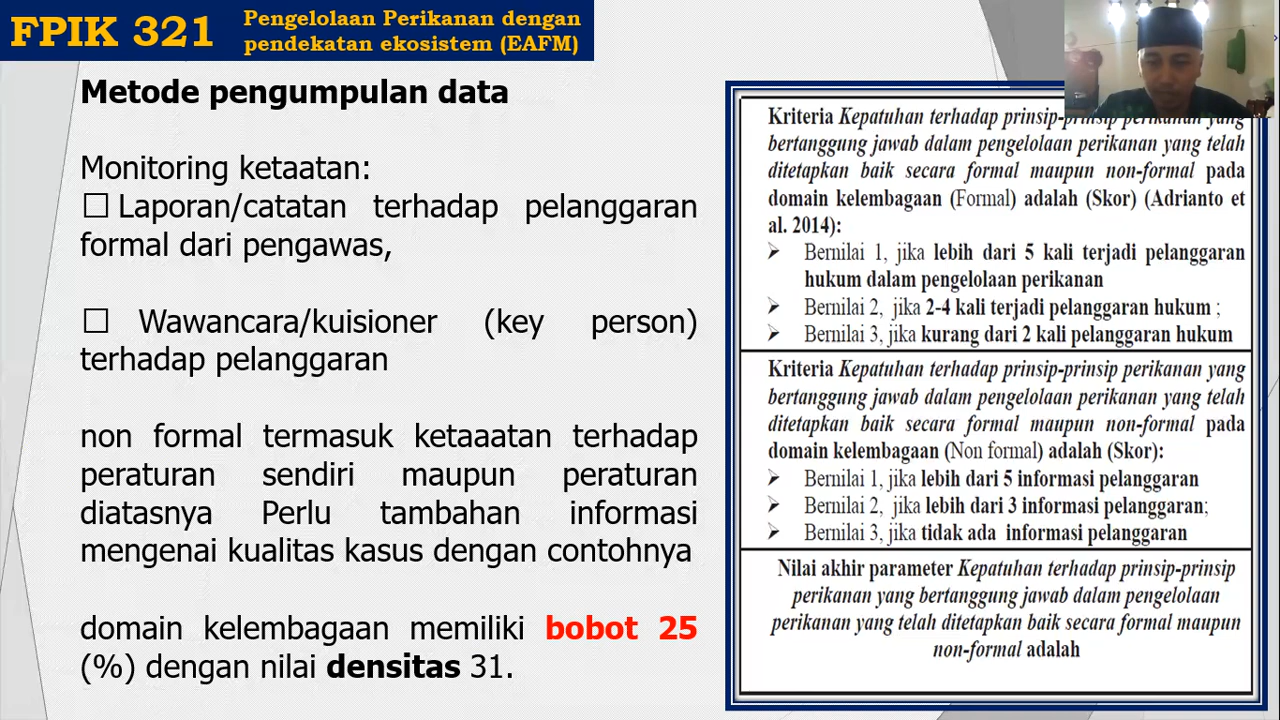 FPIK 321
Pengelolaan Perikanan dengan
pendekatan ekosistem (EAFM)
Metode pengumpulan data
Monitoring ketaatan:
☐ Laporan/catatan terhadap pelanggaran
formal dari pengawas,
☐ Wawancara/kuisioner (key person)
terhadap pelanggaran
non formal termasuk ketaaatan terhadap
peraturan sendiri maupun peraturan
diatasnya Perlu tambahan informasi
mengenai kualitas kasus dengan contohnya
domain kelembagaan memiliki bobot 25
(%) dengan nilai densitas 31.
Kriteria Kepatuhan terhadap prinsip-prinsip perikanan yang
bertanggung jawab dalam pengelolaan perikanan yang telah
ditetapkan baik secara formal maupun non-formal pada
domain kelembagaan (Formal) adalah (Skor) (Adrianto et
al. 2014):
➢ Bernilai 1, jika lebih dari 5 kali terjadi pelanggaran
hukum dalam pengelolaan perikanan
➢ Bernilai 2, jika 2-4 kali terjadi pelanggaran hukum ;
➢ Bernilai 3, jika kurang dari 2 kali pelanggaran hukum
Kriteria Kepatuhan terhadap prinsip-prinsip perikanan yang
bertanggung jawab dalam pengelolaan perikanan yang telah
ditetapkan baik secara formal maupun non-formal pada
domain kelembagaan (Non formal) adalah (Skor):
➢ Bernilai 1, jika lebih dari 5 informasi pelanggaran
➢ Bernilai 2, jika lebih dari 3 informasi pelanggaran;
➢ Bernilai 3, jika tidak ada informasi pelanggaran
Nilai akhir parameter Kepatuhan terhadap prinsip-prinsip
perikanan yang bertanggung jawab dalam pengelolaan
perikanan yang telah ditetapkan baik secara formal maupun
non-formal adalah